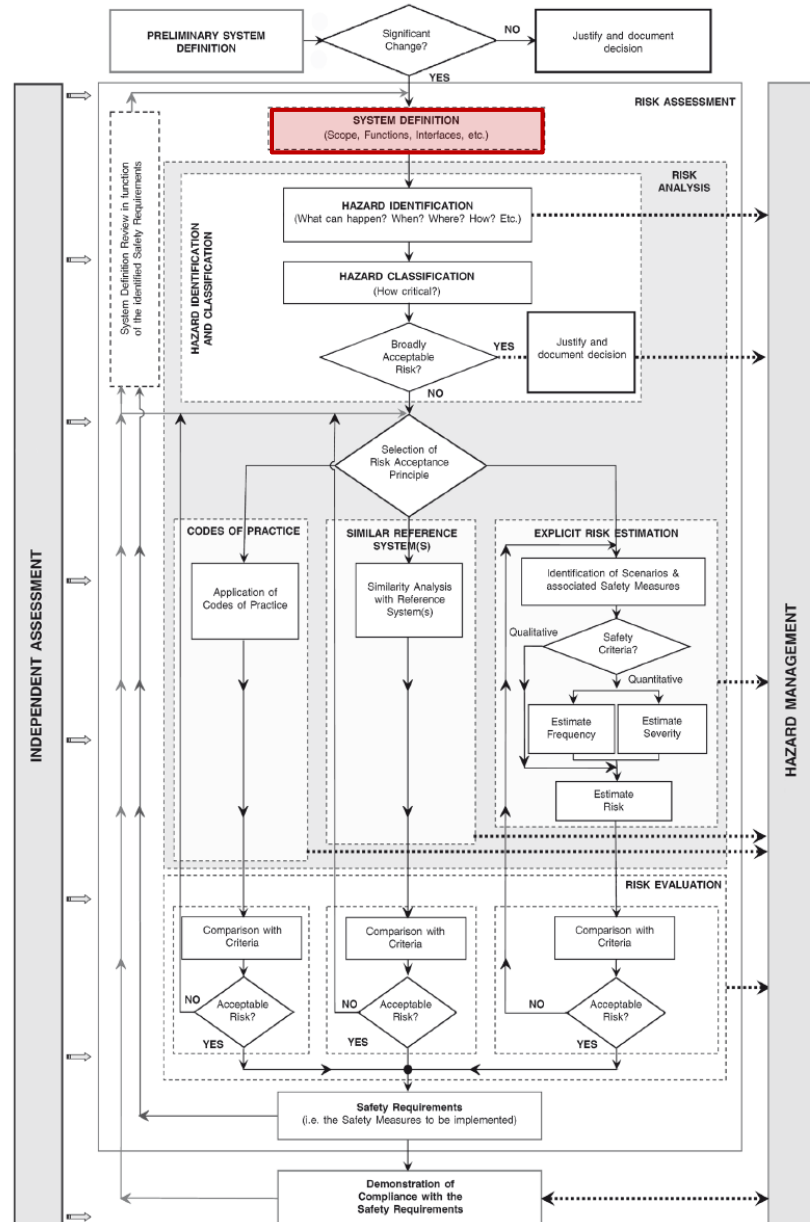 PRELIMINARY SYSTEM
DEFINITION
Significant
Change?
NO
Justify and document
decision
YES
RISK ASSESSMENT
SYSTEM DEFINITION
(Scope, Functions, Interfaces, etc.)
System Definition Review in function
of the identified Safety Requirements
RISK
ANALYSIS
HAZARD IDENTIFICATION
AND CLASSIFICATION
HAZARD IDENTIFICATION
(What can happen? When? Where? How? Etc.)
HAZARD CLASSIFICATION
(How critical?)
Broadly
Acceptable
Risk?
YES
Justify and
document decision
NO
Selection of
Risk Acceptance
Principle
CODES OF PRACTICE
SIMILAR REFERENCE
SYSTEM(S)
EXPLICIT RISK ESTIMATION
Application of
Codes of Practice
Similarity Analysis
with Reference
System(s)
Identification of Scenarios &
associated Safety Measures
Qualitative
Safety
Criteria?
Quantitative
Estimate
Frequency
Estimate
Severity
Estimate
Risk
INDEPENDENT ASSESSMENT
HAZARD MANAGEMENT
RISK EVALUATION
Comparison with
Criteria
Comparison with
Criteria
Comparison with
Criteria
NO
Acceptable
Risk?
YES
NO
Acceptable
Risk?
YES
NO
Acceptable
Risk?
YES
Safety Requirements
(i.e. the Safety Measures to be implemented)
Demonstration of
Compliance with the
Safety Requirements